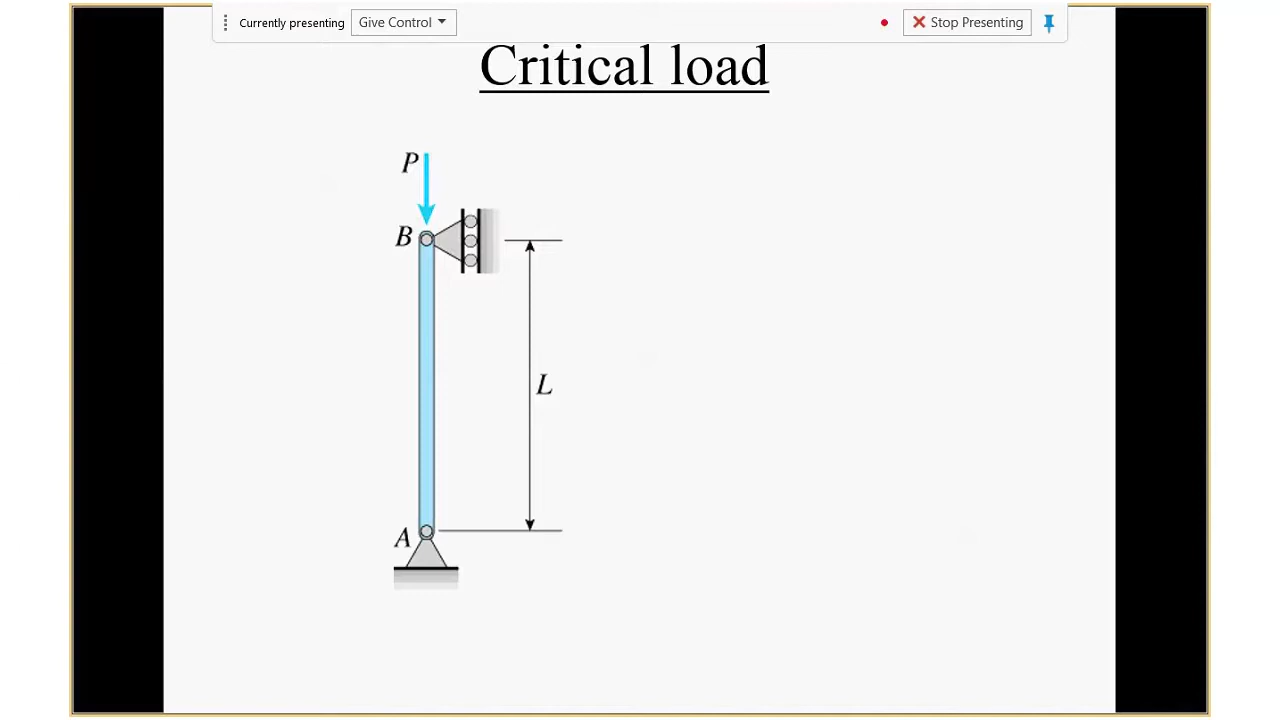 Currently presenting Give Control Stop Presenting
Critical load
P
B
L
A